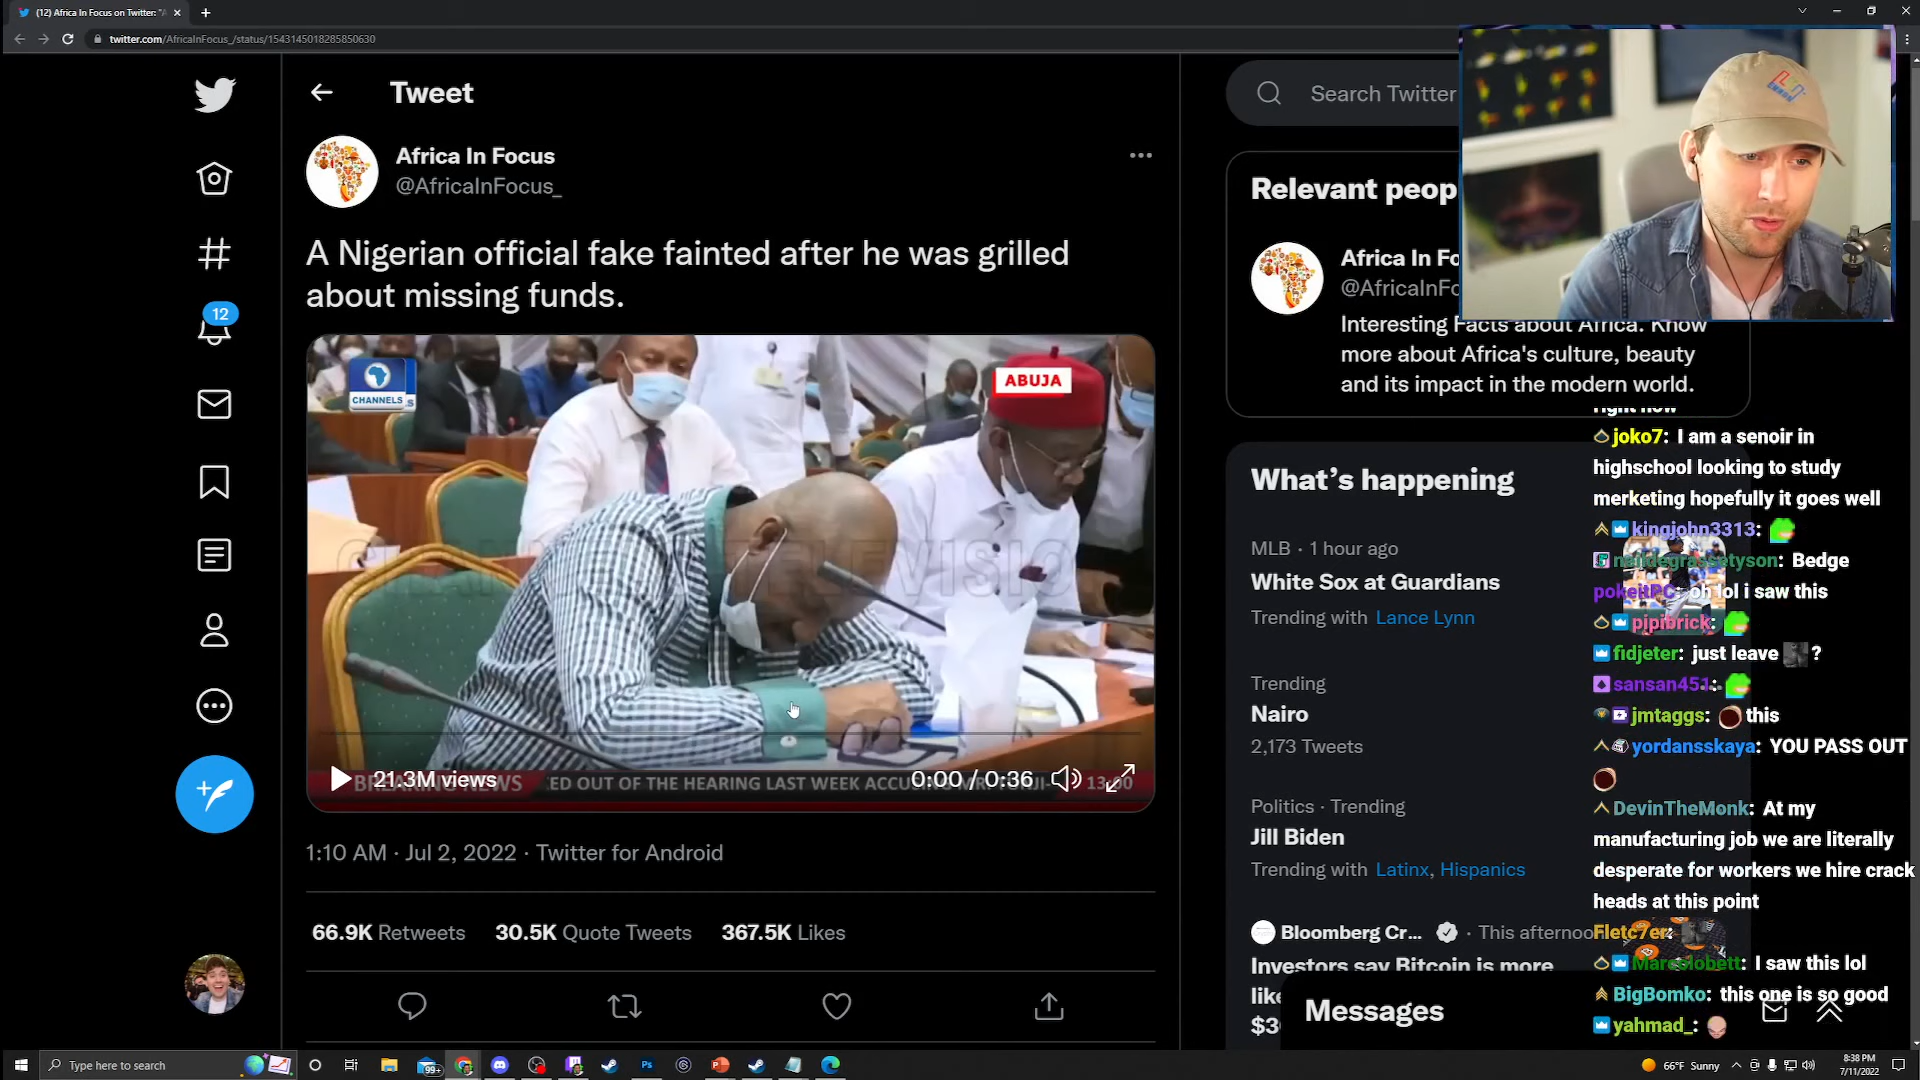 (12) Africa In Focus on Twitter: "A
twitter.com/AfricaInFocus_/status/1543145018285850630
Tweet
Search Twitter
Africa In Focus
@AfricaInFocus_
A Nigerian official fake fainted after he was grilled
about missing funds.
CHANNELS
ABUJA
21.3M views
0:00 / 0:36
BREAKING NEWS
ED OUT OF THE HEARING LAST WEEK
13:00
1:10 AM · Jul 2, 2022 · Twitter for Android
66.9K Retweets 30.5K Quote Tweets 367.5K Likes
12
Relevant peop
Africa In Fo
@AfricaInFo
Interesting Facts about Africa. Know
more about Africa's culture, beauty
and its impact in the modern world.
What's happening
MLB · 1 hour ago
White Sox at Guardians
Trending with Lance Lynn
Trending
Nairo
2,173 Tweets
Politics · Trending
Jill Biden
Trending with Latinx, Hispanics
Bloomberg Cr... · This afternoo
Investors say Bitcoin is more
like
$3
Messages
right now
joko7: I am a senoir in
highschool looking to study
merketing hopefully it goes well
kingjohn3313:
neildegrassetyson: Bedge
pokeitPC: oh lol i saw this
pipibrick:
fidjeter: just leave ?
sansan451:
jmtaggs: this
yordansskaya: YOU PASS OUT
DevinTheMonk: At my
manufacturing job we are literally
desperate for workers we hire crack
heads at this point
Fletc7er:
Mareolobett: I saw this lol
BigBomko: this one is so good
yahmad_:
Type here to search
99+
66°F Sunny
8:38 PM
7/11/2022